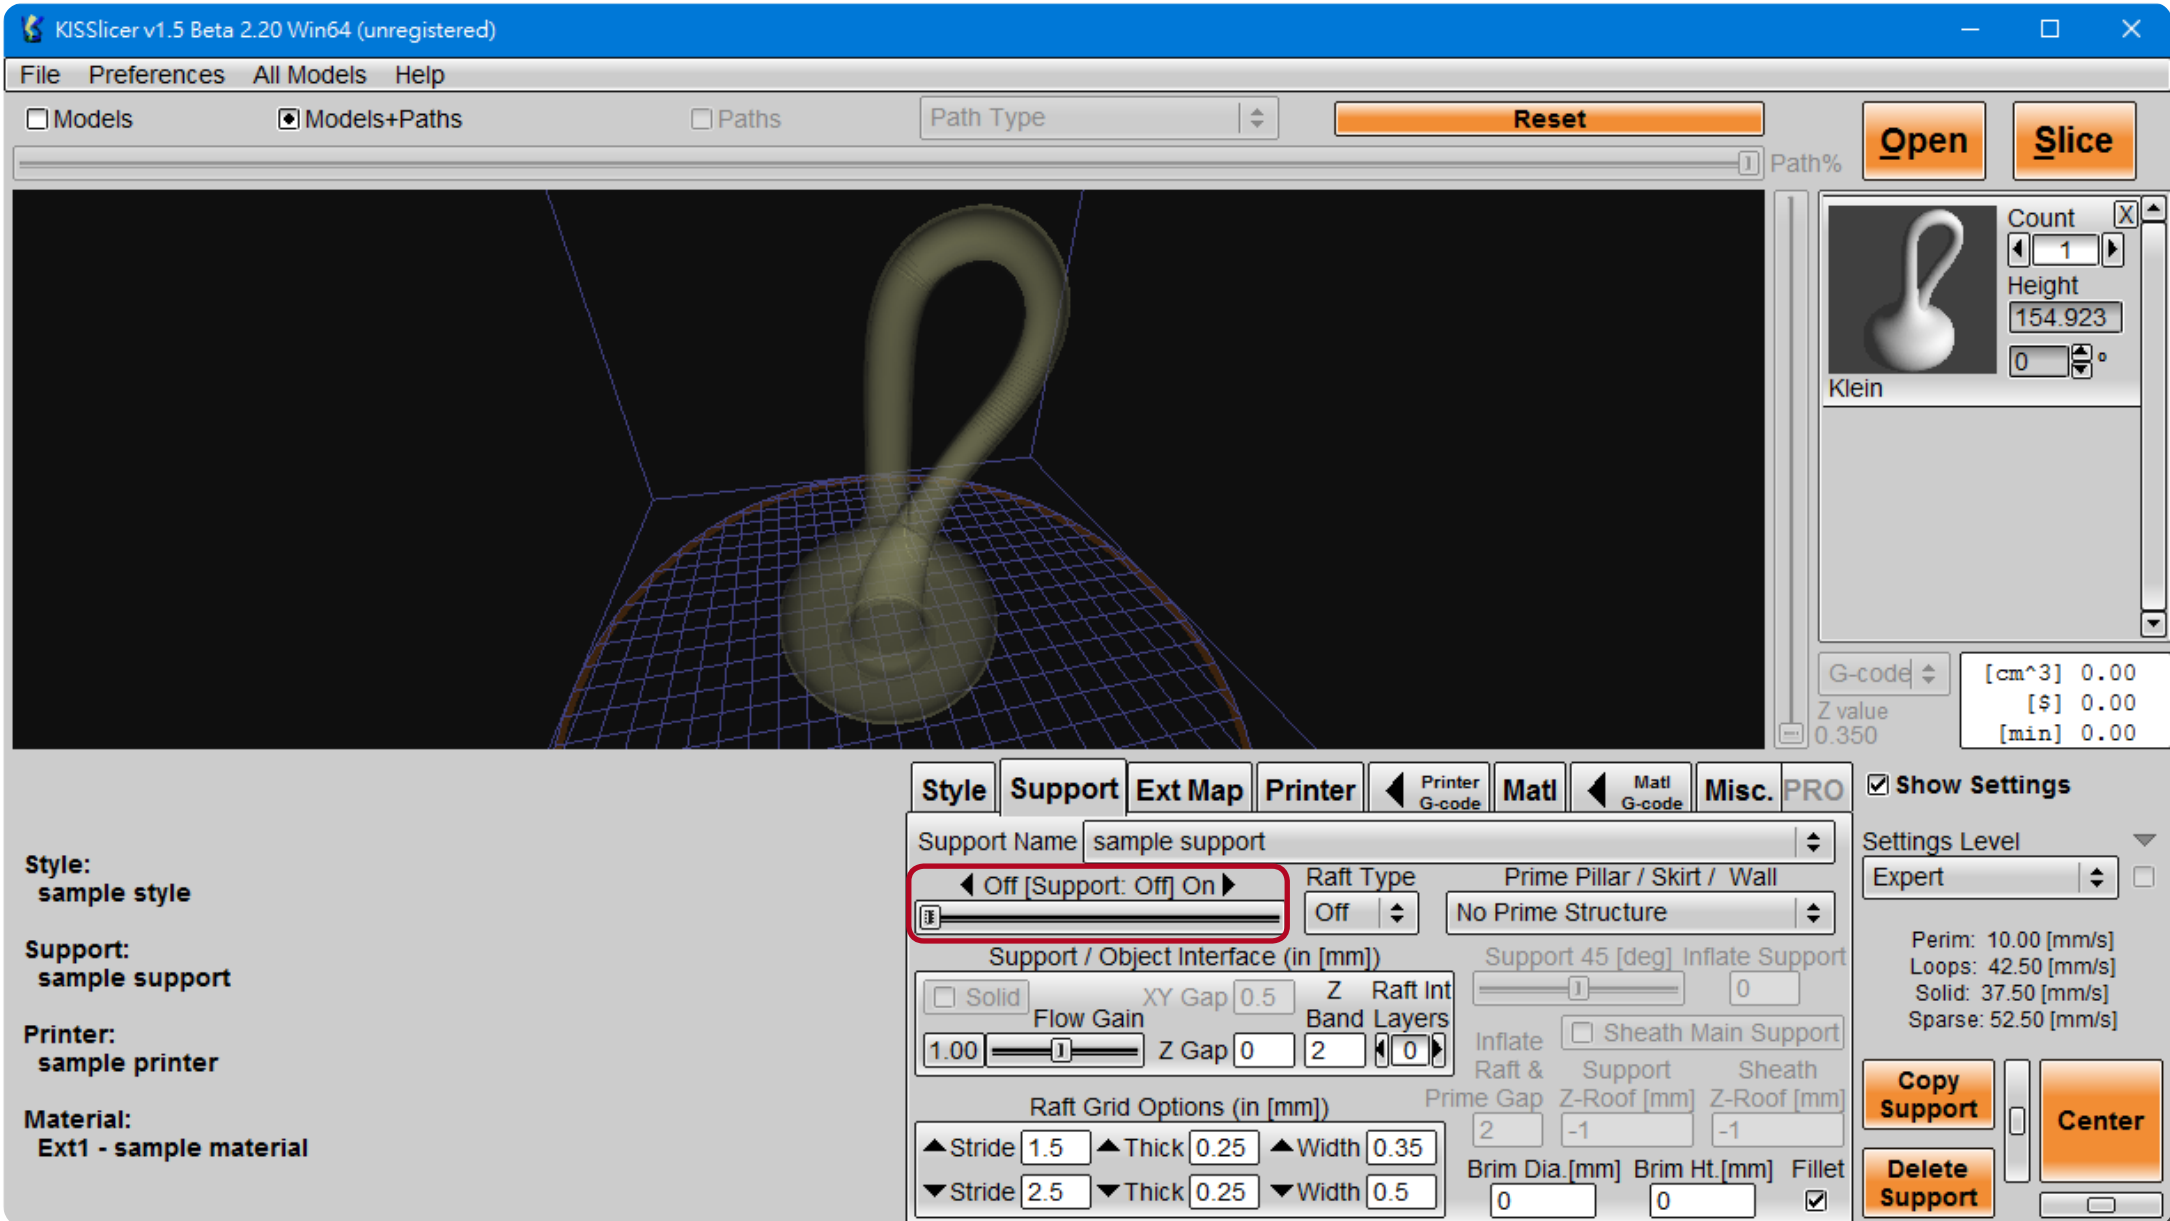 KISSlicer v1.5 Beta 2.20 Win64 (unregistered)
File Preferences All Models Help
Models Models+Paths Paths Path Type Reset
Path%
Open Slice
Count X
1
Height
154.923
0 °
Klein
G-code
Z value
0.350
[cm^3] 0.00
[$] 0.00
[min] 0.00
Style Support Ext Map Printer Printer G-code Matl Matl G-code Misc. PRO
Show Settings
Support Name sample support
Settings Level
Expert
Off [Support: Off] On
Raft Type
Off
Prime Pillar / Skirt / Wall
No Prime Structure
Style:
sample style
Support:
sample support
Printer:
sample printer
Material:
Ext1 - sample material
Support / Object Interface (in [mm])
Solid XY Gap 0.5 Z Band Raft Int Layers
Flow Gain
1.00 Z Gap 0 2 0
Support 45 [deg] Inflate Support
0
Sheath Main Support
Inflate Raft & Prime Gap
2
Support Z-Roof [mm]
-1
Sheath Z-Roof [mm]
-1
Raft Grid Options (in [mm])
Stride 1.5 Thick 0.25 Width 0.35
Stride 2.5 Thick 0.25 Width 0.5
Brim Dia.[mm] Brim Ht.[mm] Fillet
0 0
Perim: 10.00 [mm/s]
Loops: 42.50 [mm/s]
Solid: 37.50 [mm/s]
Sparse: 52.50 [mm/s]
Copy Support
Center
Delete Support